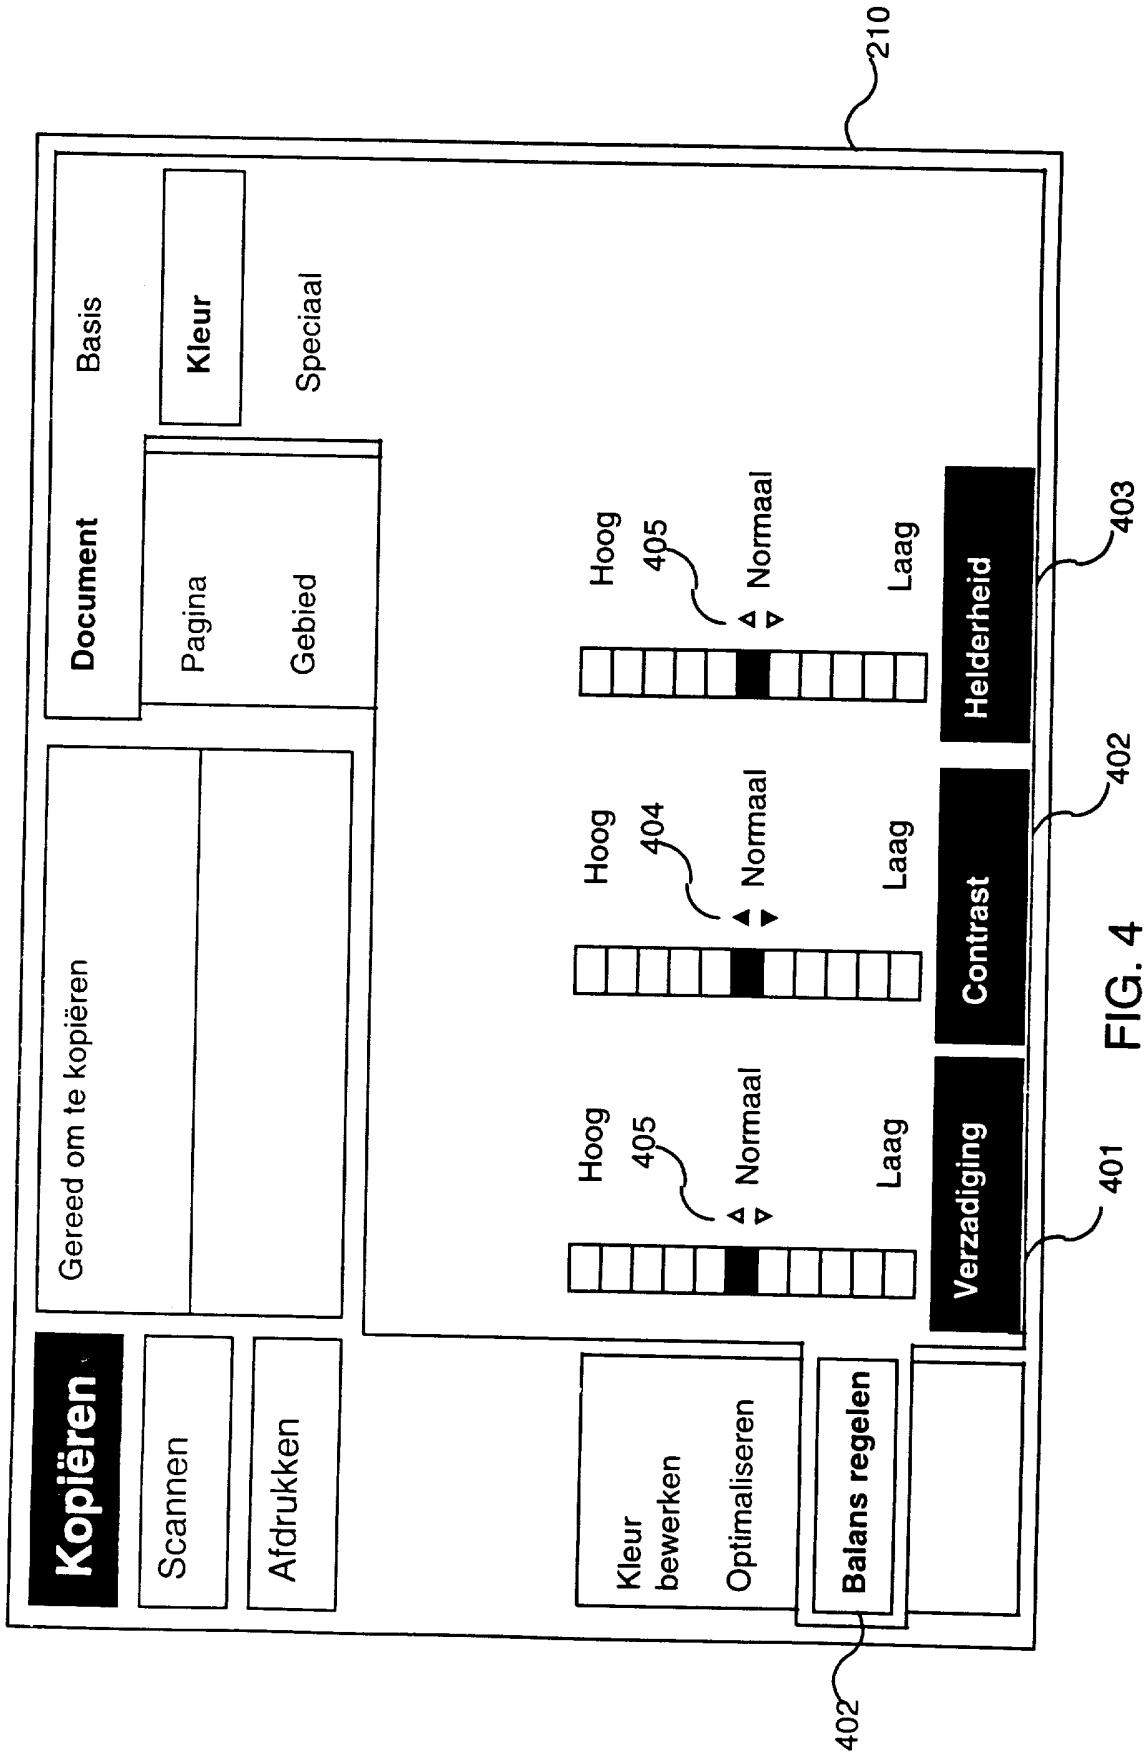 Kopiëren
Gereed om te kopiëren
Document
Basis
Scannen
Pagina
Kleur
Afdrukken
Gebied
Speciaal
210
Hoog
Hoog
Hoog
405
404
405
Kleur
bewerken
Optimaliseren
Normaal
Normaal
Normaal
Balans regelen
402
Laag
Laag
Laag
Verzadiging
Contrast
Helderheid
401
402
403
FIG. 4